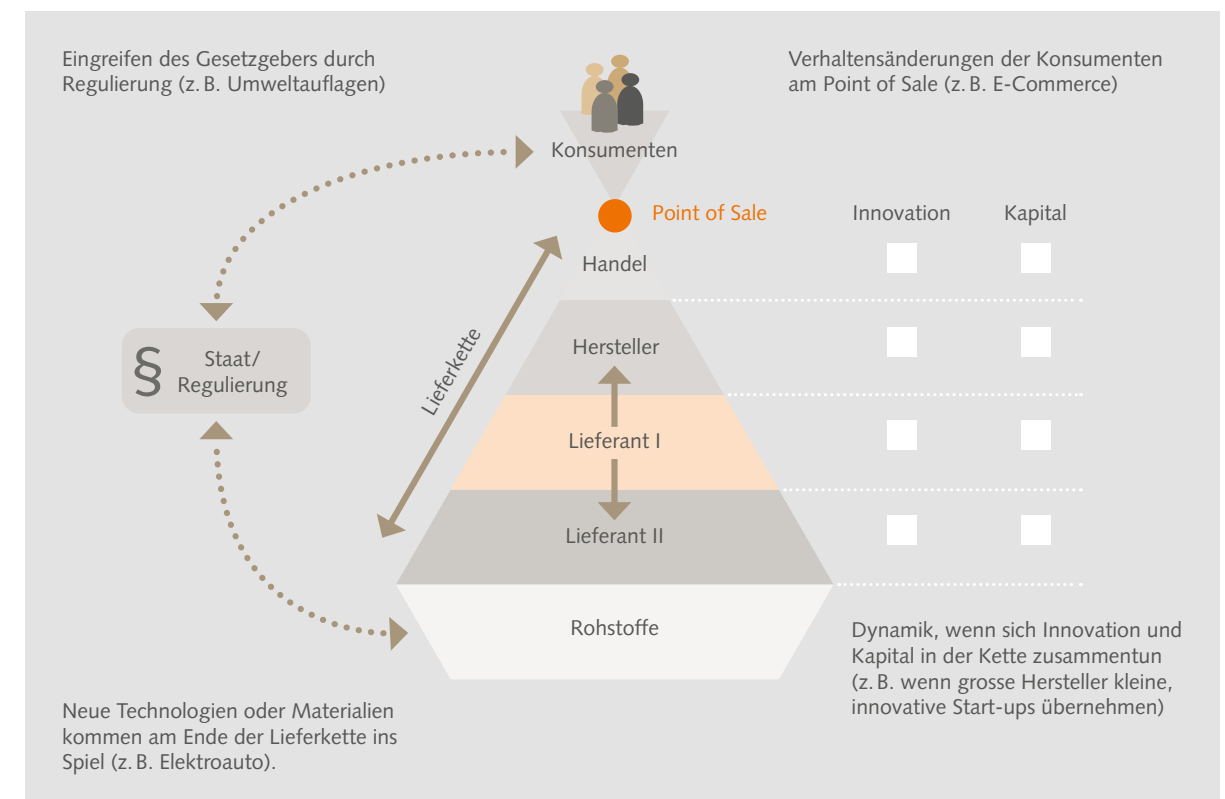 Eingreifen des Gesetzgebers durch
Regulierung (z. B. Umweltauflagen)
Verhaltensänderungen der Konsumenten
am Point of Sale (z. B. E-Commerce)
Konsumenten
Point of Sale
Innovation
Kapital
Handel
Lieferkette
Hersteller
§
Staat/
Regulierung
Lieferant I
Lieferant II
Rohstoffe
Dynamik, wenn sich Innovation und
Kapital in der Kette zusammentun
(z. B. wenn grosse Hersteller kleine,
innovative Start-ups übernehmen)
Neue Technologien oder Materialien
kommen am Ende der Lieferkette ins
Spiel (z. B. Elektroauto).